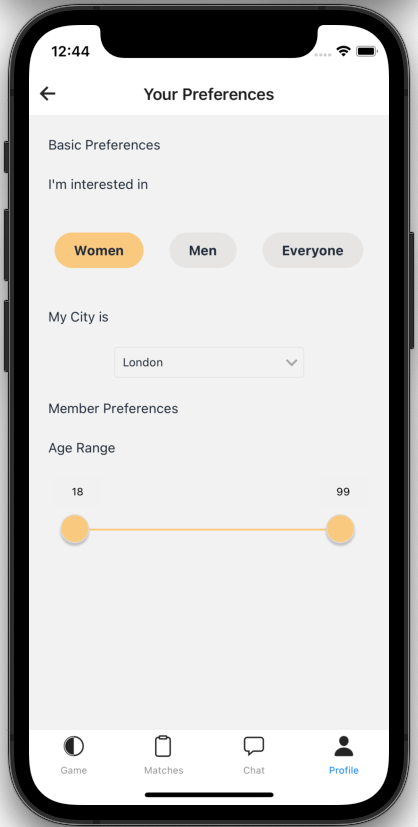 12:44
Your Preferences
Basic Preferences
I'm interested in
Women Men Everyone
My City is
London
Member Preferences
Age Range
18 99
Game Matches Chat Profile